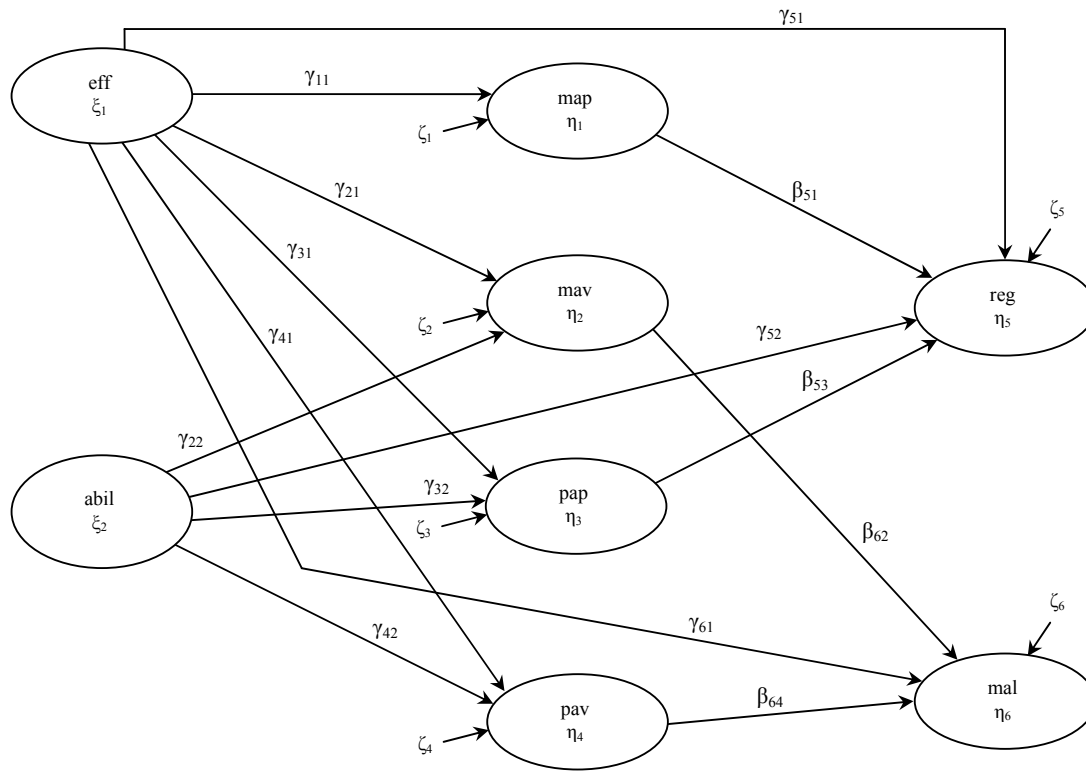 γ₅₁
eff
ξ₁
γ₁₁
map
η₁
ζ₁
γ₂₁
β₅₁
γ₃₁
ζ₅
mav
η₂
reg
η₅
ζ₂
γ₄₁
γ₅₂
β₅₃
γ₂₂
abil
ξ₂
γ₃₂
pap
η₃
ζ₃
β₆₂
ζ₆
γ₄₂
γ₆₁
mal
η₆
pav
η₄
β₆₄
ζ₄